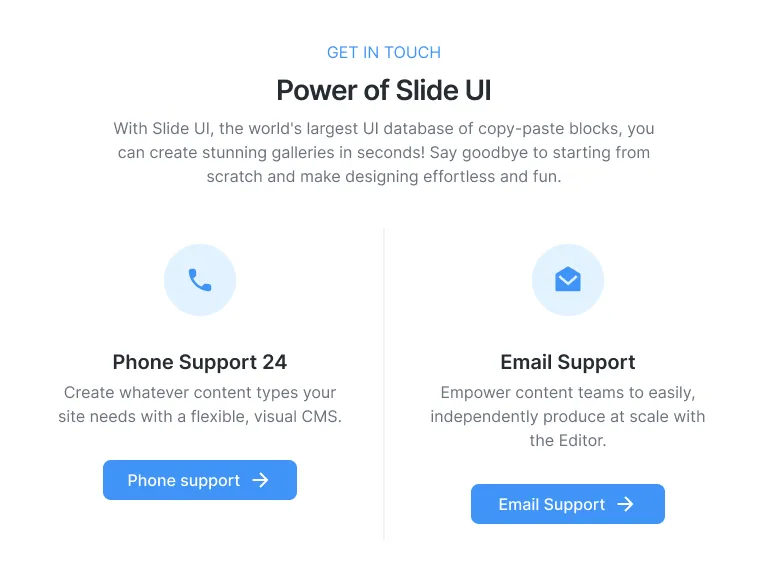 GET IN TOUCH
Power of Slide UI
With Slide UI, the world's largest UI database of copy-paste blocks, you
can create stunning galleries in seconds! Say goodbye to starting from
scratch and make designing effortless and fun.
Phone Support 24
Create whatever content types your
site needs with a flexible, visual CMS.
Phone support
Email Support
Empower content teams to easily,
independently produce at scale with
the Editor.
Email Support